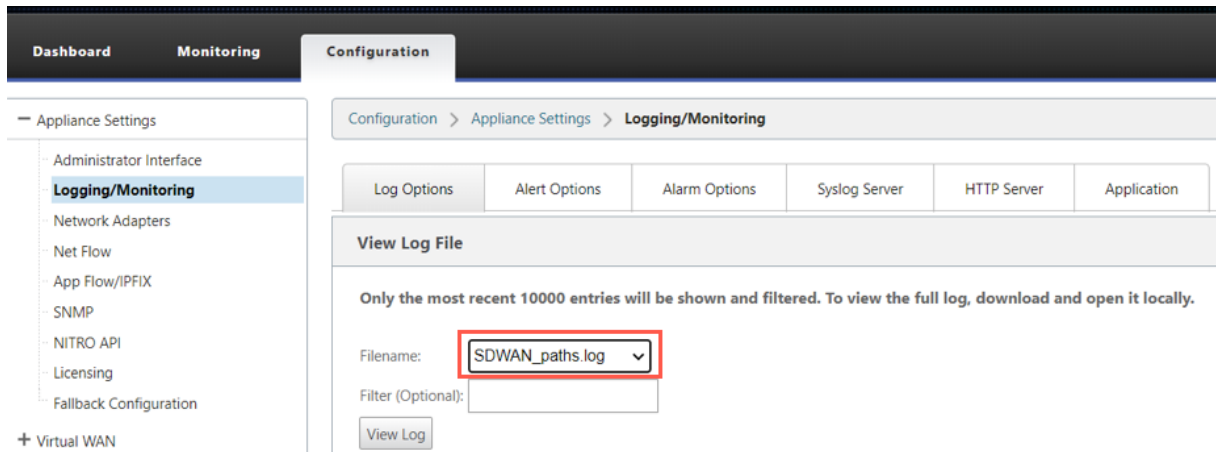 Dashboard Monitoring Configuration
Appliance Settings
Administrator Interface
Logging/Monitoring
Network Adapters
Net Flow
App Flow/IPFIX
SNMP
NITRO API
Licensing
Fallback Configuration
Virtual WAN
Configuration > Appliance Settings > Logging/Monitoring
Log Options Alert Options Alarm Options Syslog Server HTTP Server Application
View Log File
Only the most recent 10000 entries will be shown and filtered. To view the full log, download and open it locally.
Filename: SDWAN_paths.log
Filter (Optional):
View Log